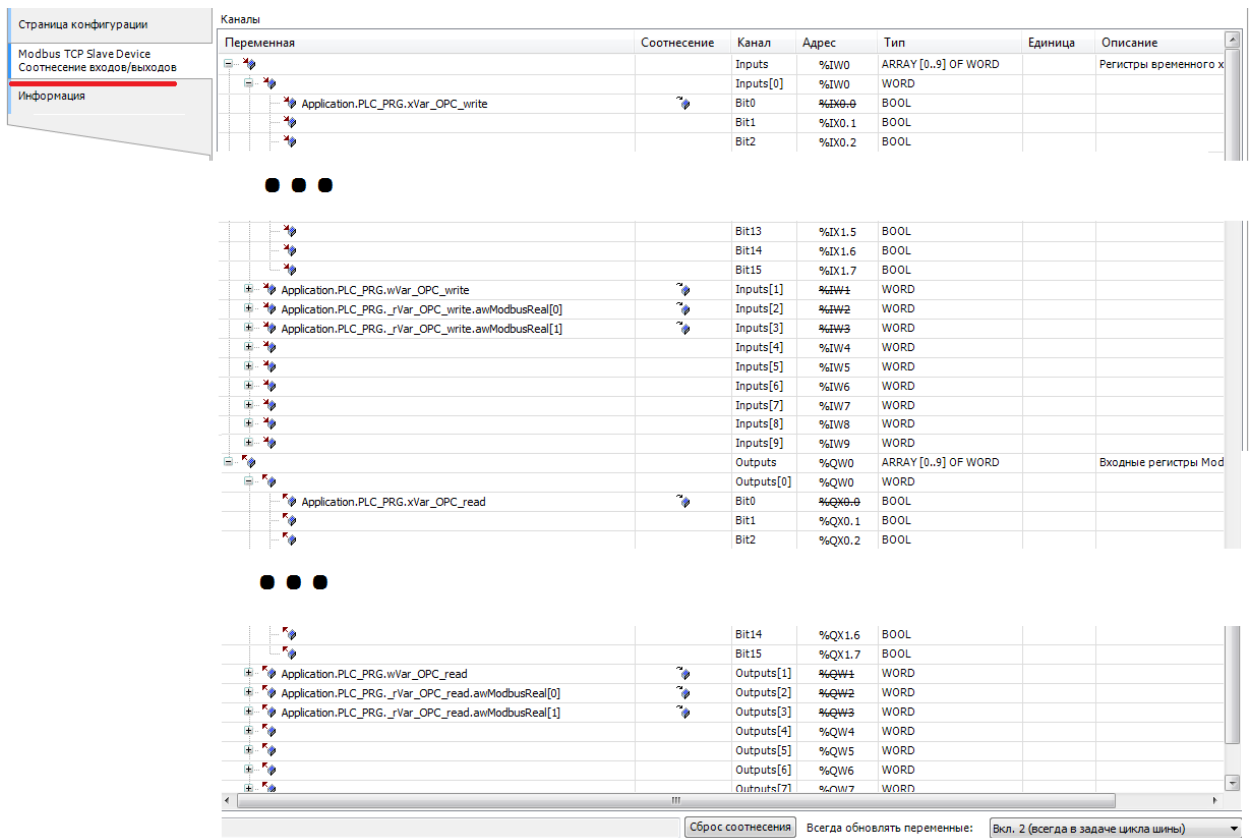 Страница конфигурации
Modbus TCP Slave Device
Соотнесение входов/выходов
Информация
Каналы
Переменная Соотнесение Канал Адрес Тип Единица Описание
Inputs %IW0 ARRAY [0..9] OF WORD Регистры временного х
Inputs[0] %IW0 WORD
Application.PLC_PRG.xVar_OPC_write Bit0 %IX0.0 BOOL
Bit1 %IX0.1 BOOL
Bit2 %IX0.2 BOOL
Bit13 %IX1.5 BOOL
Bit14 %IX1.6 BOOL
Bit15 %IX1.7 BOOL
Application.PLC_PRG.wVar_OPC_write Inputs[1] %IW1 WORD
Application.PLC_PRG._rVar_OPC_write.awModbusReal[0] Inputs[2] %IW2 WORD
Application.PLC_PRG._rVar_OPC_write.awModbusReal[1] Inputs[3] %IW3 WORD
Inputs[4] %IW4 WORD
Inputs[5] %IW5 WORD
Inputs[6] %IW6 WORD
Inputs[7] %IW7 WORD
Inputs[8] %IW8 WORD
Inputs[9] %IW9 WORD
Outputs %QW0 ARRAY [0..9] OF WORD Входные регистры Mod
Outputs[0] %QW0 WORD
Application.PLC_PRG.xVar_OPC_read Bit0 %QX0.0 BOOL
Bit1 %QX0.1 BOOL
Bit2 %QX0.2 BOOL
Bit14 %QX1.6 BOOL
Bit15 %QX1.7 BOOL
Application.PLC_PRG.wVar_OPC_read Outputs[1] %QW1 WORD
Application.PLC_PRG._rVar_OPC_read.awModbusReal[0] Outputs[2] %QW2 WORD
Application.PLC_PRG._rVar_OPC_read.awModbusReal[1] Outputs[3] %QW3 WORD
Outputs[4] %QW4 WORD
Outputs[5] %QW5 WORD
Outputs[6] %QW6 WORD
Outputs[7] %QW7 WORD
Сброс соотнесения Всегда обновлять переменные: Вкл. 2 (всегда в задаче цикла шины)